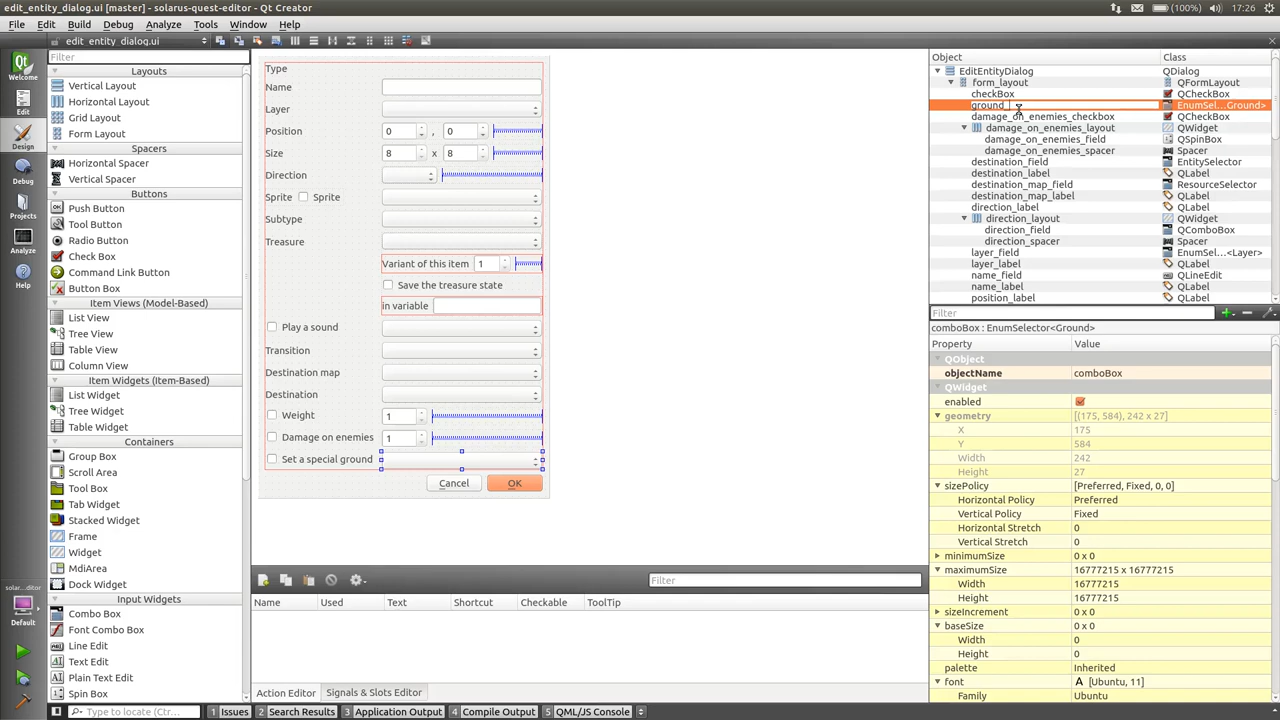 edit_entity_dialog.ui - solarus-quest-editor - Qt Creator
(100%) 17:26
File Edit Build Debug Analyze Tools Window Help
edit_entity_dialog.ui
Welcome
Edit
Design
Debug
Projects
Analyze
Help
Default
Filter
Layouts
Vertical Layout
Horizontal Layout
Grid Layout
Form Layout
Spacers
Horizontal Spacer
Vertical Spacer
Buttons
Push Button
Tool Button
Radio Button
Check Box
Command Link Button
Button Box
Item Views (Model-Based)
List View
Tree View
Table View
Column View
Item Widgets (Item-Based)
List Widget
Tree Widget
Table Widget
Containers
Group Box
Scroll Area
Tool Box
Tab Widget
Stacked Widget
Frame
Widget
MdiArea
Dock Widget
Input Widgets
Combo Box
Font Combo Box
Line Edit
Text Edit
Plain Text Edit
Spin Box
Type
Name
Layer
Position 0 , 0
Size 8 x 8
Direction
Sprite Sprite
Subtype
Treasure
Variant of this item 1
Save the treasure state
in variable
Play a sound
Transition
Destination map
Destination
Weight 1
Damage on enemies 1
Set a special ground
Cancel OK
Filter
Name Used Text Shortcut Checkable ToolTip
Action Editor Signals & Slots Editor
Object Class
EditEntityDialog QDialog
form_layout QFormLayout
checkBox QCheckBox
ground_ EnumSel...Ground>
damage_on_enemies_checkbox QCheckBox
damage_on_enemies_layout QWidget
damage_on_enemies_field QSpinBox
damage_on_enemies_spacer Spacer
destination_field EntitySelector
destination_label QLabel
destination_map_field ResourceSelector
destination_map_label QLabel
direction_label QLabel
direction_layout QWidget
direction_field QComboBox
direction_spacer Spacer
layer_field EnumSel...<Layer>
layer_label QLabel
name_field QLineEdit
name_label QLabel
position_label QLabel
Filter
comboBox : EnumSelector<Ground>
Property Value
QObject
objectName comboBox
QWidget
enabled
geometry [(175, 584), 242 x 27]
X 175
Y 584
Width 242
Height 27
sizePolicy [Preferred, Fixed, 0, 0]
Horizontal Policy Preferred
Vertical Policy Fixed
Horizontal Stretch 0
Vertical Stretch 0
minimumSize 0 x 0
maximumSize 16777215 x 16777215
Width 16777215
Height 16777215
sizeIncrement 0 x 0
baseSize 0 x 0
Width 0
Height 0
palette Inherited
font A [Ubuntu, 11]
Family Ubuntu
Type to locate (Ctrl...
1 Issues 2 Search Results 3 Application Output 4 Compile Output 5 QML/JS Console